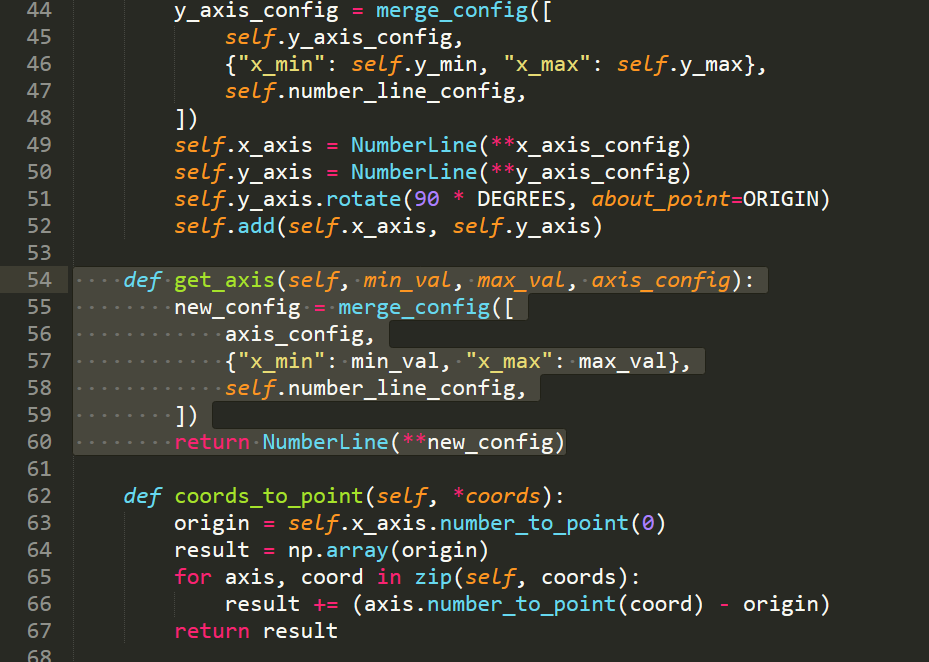 44 y_axis_config = merge_config([
45 self.y_axis_config,
46 {"x_min": self.y_min, "x_max": self.y_max},
47 self.number_line_config,
48 ])
49 self.x_axis = NumberLine(**x_axis_config)
50 self.y_axis = NumberLine(**y_axis_config)
51 self.y_axis.rotate(90 * DEGREES, about_point=ORIGIN)
52 self.add(self.x_axis, self.y_axis)
53
54 def get_axis(self, min_val, max_val, axis_config):
55 new_config = merge_config([
56 axis_config,
57 {"x_min": min_val, "x_max": max_val},
58 self.number_line_config,
59 ])
60 return NumberLine(**new_config)
61
62 def coords_to_point(self, *coords):
63 origin = self.x_axis.number_to_point(0)
64 result = np.array(origin)
65 for axis, coord in zip(self, coords):
66 result += (axis.number_to_point(coord) - origin)
67 return result
68